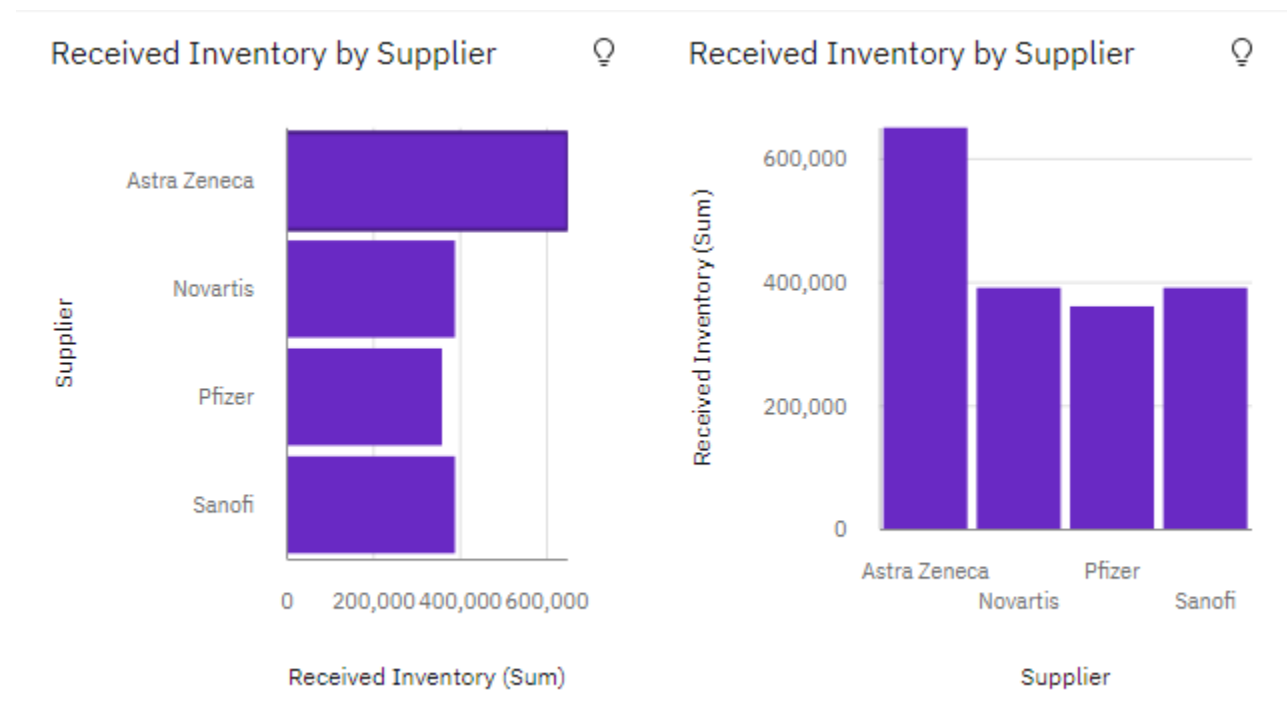 Received Inventory by Supplier
Astra Zeneca
Novartis
Pfizer
Sanofi
Supplier
0 200,000 400,000 600,000
Received Inventory (Sum)
Received Inventory by Supplier
600,000
400,000
200,000
0
Received Inventory (Sum)
Astra Zeneca
Novartis
Pfizer
Sanofi
Supplier